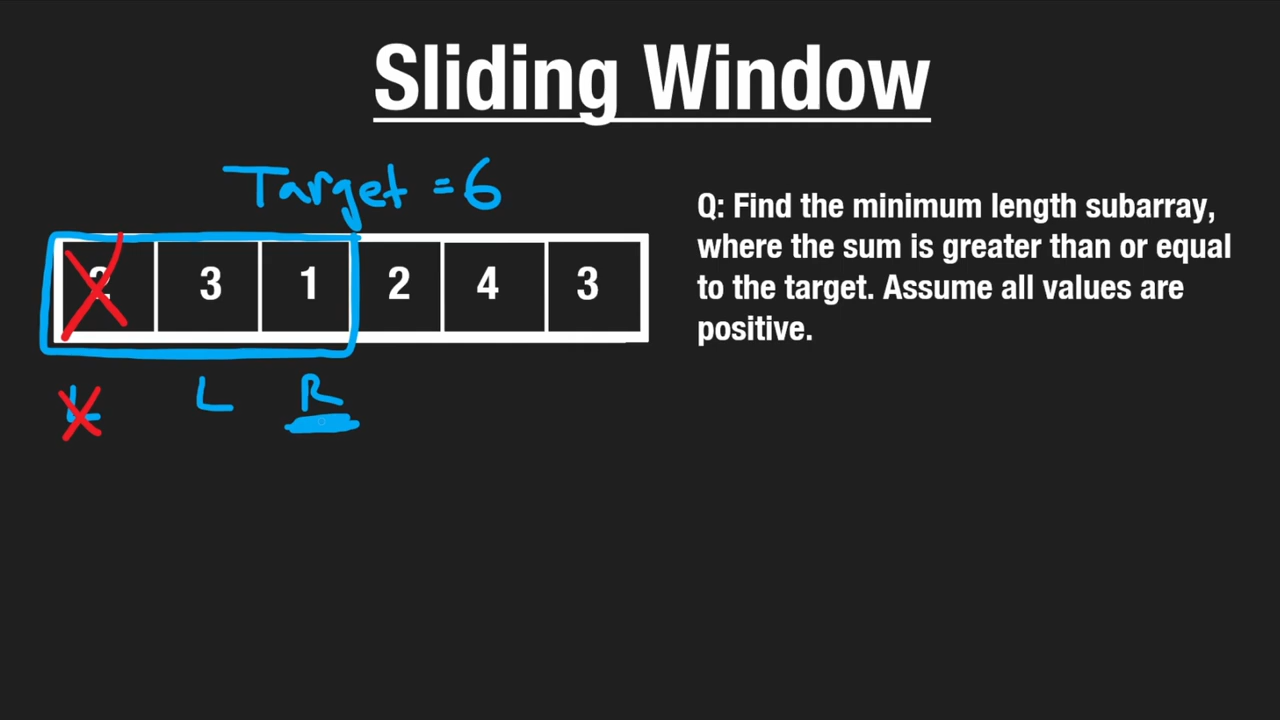 Sliding Window
Target = 6
Q: Find the minimum length subarray,
where the sum is greater than or equal
to the target. Assume all values are
positive.
2 3 1 2 4 3
L L R